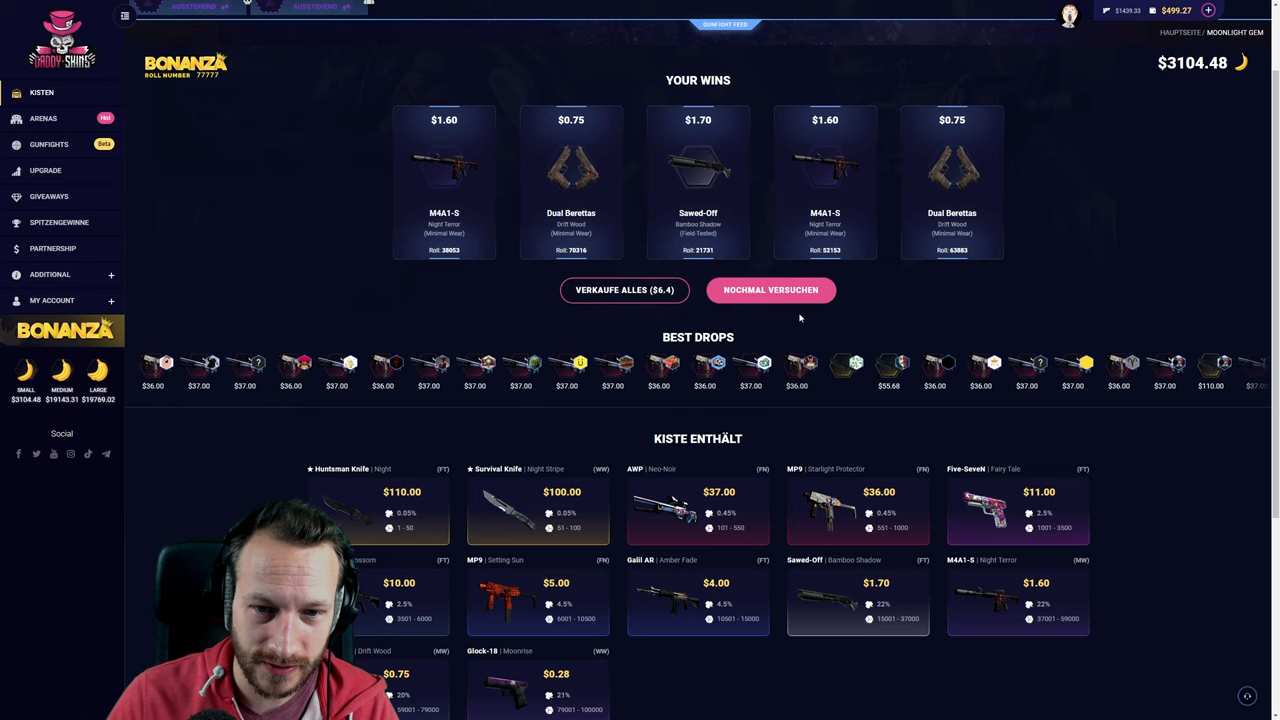 AUSSTEHEND
AUSSTEHEND
GUNFIGHT FEED
$1439.33
$499.27
HAUPTSEITE / MOONLIGHT GEM
DADDY-SKINS
BONANZA
ROLL NUMBER 77777
$3104.48
KISTEN
ARENAS
Hot
GUNFIGHTS
Beta
UPGRADE
GIVEAWAYS
SPITZENGEWINNE
PARTNERSHIP
ADDITIONAL
MY ACCOUNT
BONANZA
SMALL
MEDIUM
LARGE
$3104.48
$19143.31
$19769.02
Social
YOUR WINS
$1.60
M4A1-S
Night Terror
(Minimal Wear)
Roll: 38053
$0.75
Dual Berettas
Drift Wood
(Minimal Wear)
Roll: 70316
$1.70
Sawed-Off
Bamboo Shadow
(Field-Tested)
Roll: 21731
$1.60
M4A1-S
Night Terror
(Minimal Wear)
Roll: 52153
$0.75
Dual Berettas
Drift Wood
(Minimal Wear)
Roll: 63883
VERKAUFE ALLES ($6.4)
NOCHMAL VERSUCHEN
BEST DROPS
$36.00
$37.00
$37.00
$36.00
$37.00
$36.00
$37.00
$37.00
$37.00
$37.00
$37.00
$36.00
$36.00
$37.00
$36.00
$55.68
$36.00
$36.00
$37.00
$37.00
$36.00
$37.00
$110.00
KISTE ENTHÄLT
★ Huntsman Knife | Night (FT)
$110.00
0.05%
1 - 50
★ Survival Knife | Night Stripe (WW)
$100.00
0.05%
51 - 100
AWP | Neo-Noir (FN)
$37.00
0.45%
101 - 550
MP9 | Starlight Protector (FN)
$36.00
0.45%
551 - 1000
Five-SeveN | Fairy Tale (FT)
$11.00
2.5%
1001 - 3500
(FT)
$10.00
2.5%
3501 - 6000
MP9 | Setting Sun (FN)
$5.00
4.5%
6001 - 10500
Galil AR | Amber Fade (FT)
$4.00
4.5%
10501 - 15000
Sawed-Off | Bamboo Shadow (FT)
$1.70
22%
15001 - 37000
M4A1-S | Night Terror (MW)
$1.60
22%
37001 - 59000
| Drift Wood (MW)
$0.75
20%
59001 - 79000
Glock-18 | Moonrise (WW)
$0.28
21%
79001 - 100000